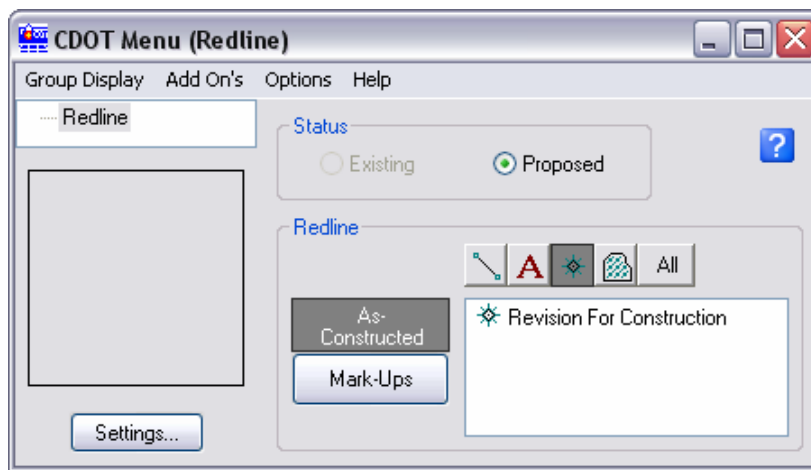 CDOT Menu (Redline)
Group Display Add On's Options Help
Redline
Status
Existing
Proposed
?
Redline
A
All
As-
Constructed
Mark-Ups
Revision For Construction
Settings...